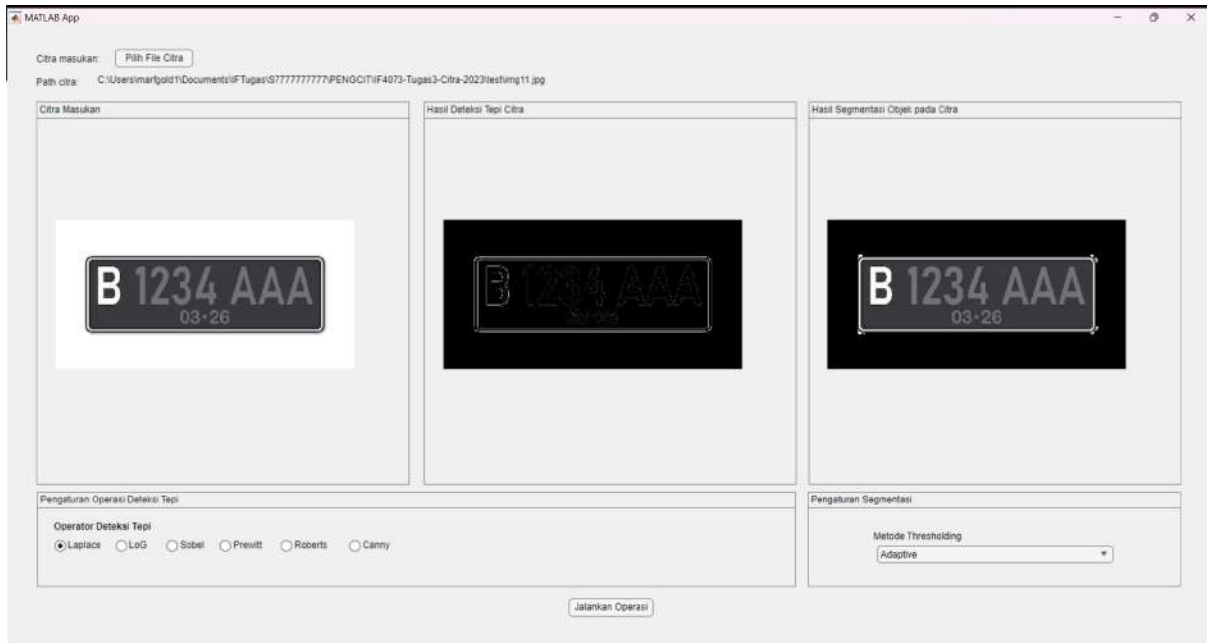 MATLAB App
Citra masukan: Pilih File Citra
Path citra: C:\Users\marfgold1\Documents\IFTugas\S7777777777\PENGCIT\IF4073-Tugas3-Citra-2023\test\img11.jpg
Citra Masukan
Hasil Deteksi Tepi Citra
Hasil Segmentasi Objek pada Citra
B 1234 AAA
03•26
B 1234 AAA
B 1234 AAA
03•26
Pengaturan Operasi Deteksi Tepi
Pengaturan Segmentasi
Operator Deteksi Tepi
Laplace LoG Sobel Prewitt Roberts Canny
Metode Thresholding
Adaptive
Jalankan Operasi